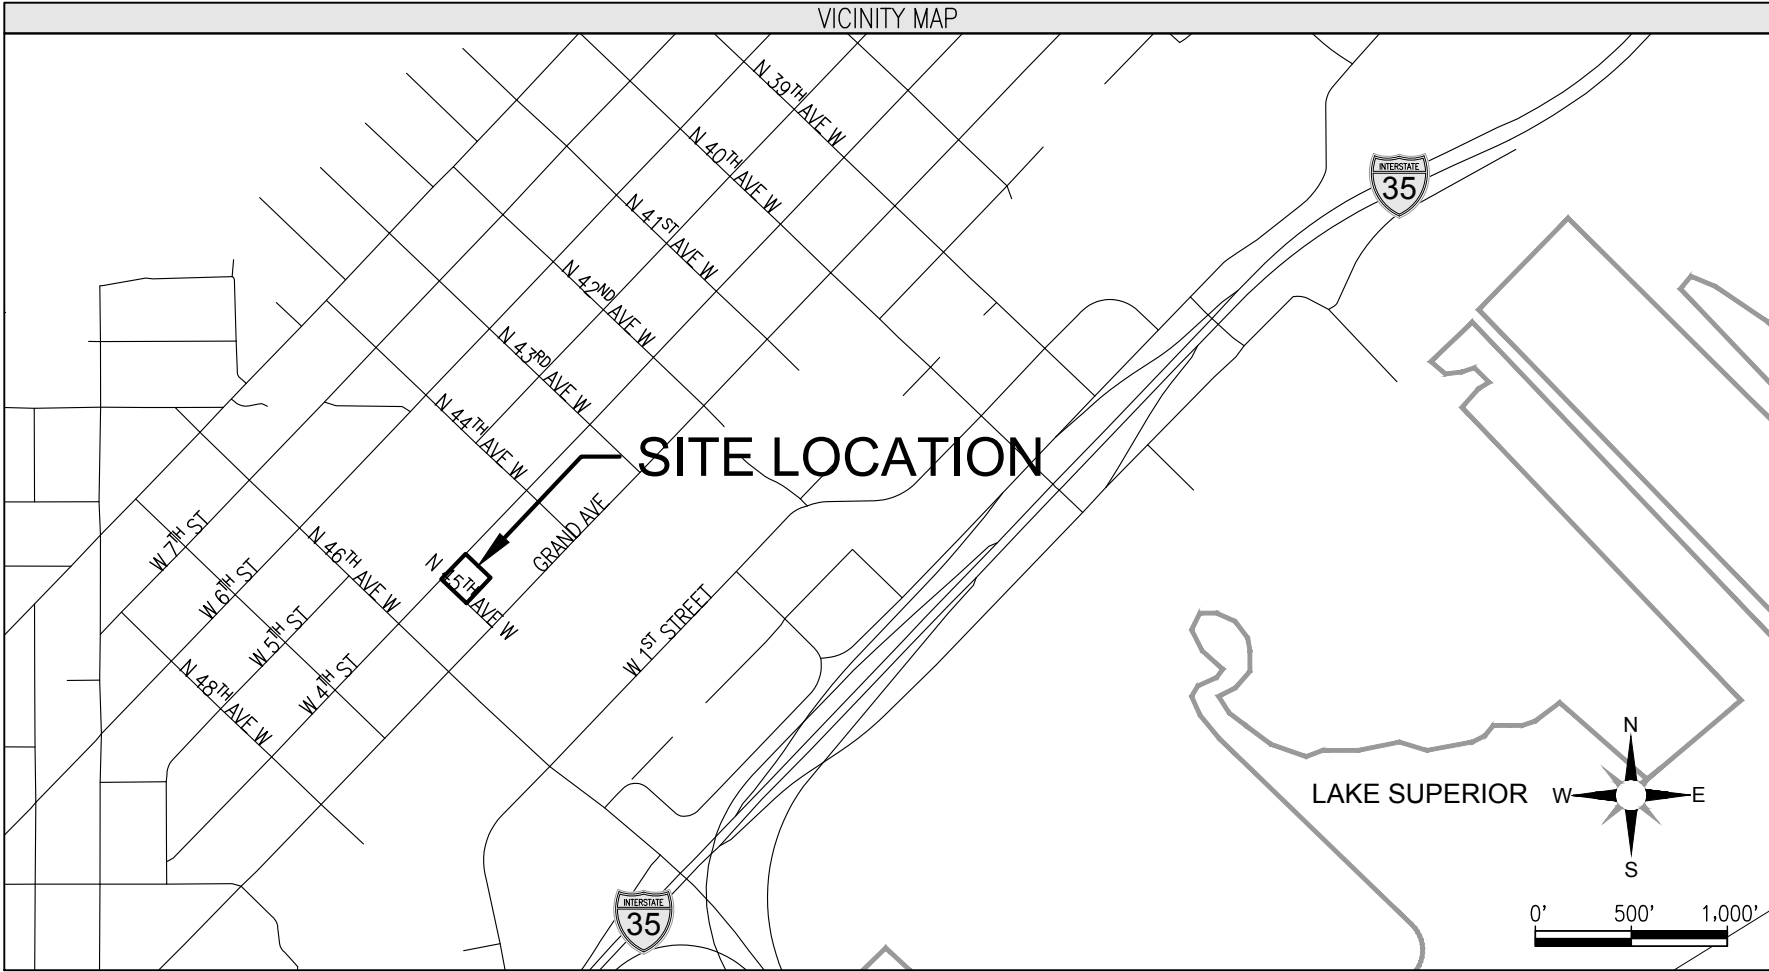 VICINITY MAP
N 39TH AVE W
N 40TH AVE W
INTERSTATE
35
N 41ST AVE W
N 42ND AVE W
N 43RD AVE W
N 44TH AVE W
SITE LOCATION
GRAND AVE
W 7TH ST
N 46TH AVE W
N 45TH AVE W
W 6TH ST
W 5TH ST
W 1ST STREET
W 4TH ST
N 48TH AVE W
N
LAKE SUPERIOR
W
E
S
INTERSTATE
35
0' 500' 1,000'